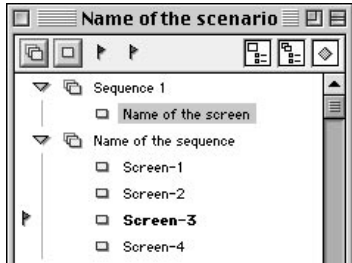 Name of the scenario
Sequence 1
Name of the screen
Name of the sequence
Screen-1
Screen-2
Screen-3
Screen-4